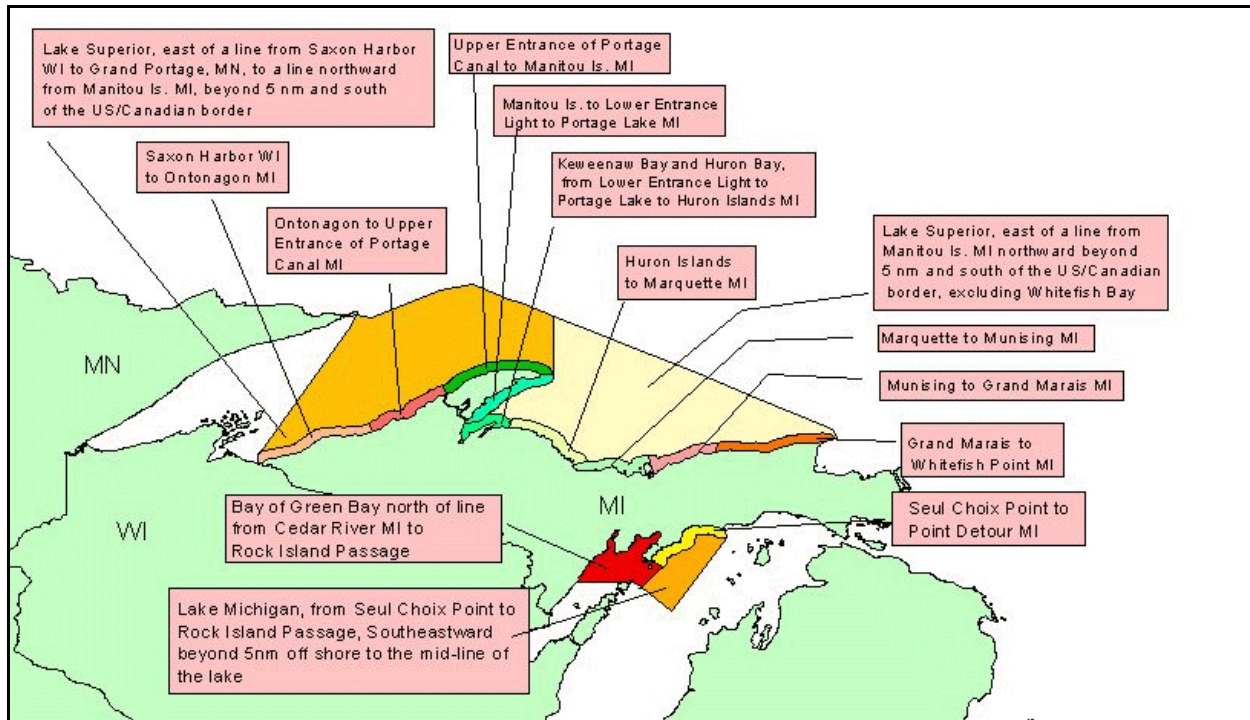 Lake Superior, east of a line from Saxon Harbor
WI to Grand Portage, MN, to a line northward
from Manitou Is. MI, beyond 5 nm and south
of the US/Canadian border
Upper Entrance of Portage
Canal to Manitou Is. MI
Manitou Is. to Lower Entrance
Light to Portage Lake MI
Saxon Harbor WI
to Ontonagon MI
Keweenaw Bay and Huron Bay,
from Lower Entrance Light to
Portage Lake to Huron Islands MI
Ontonagon to Upper
Entrance of Portage
Canal MI
Lake Superior, east of a line from
Manitou Is. MI northward beyond
5 nm and south of the US/Canadian
border, excluding Whitefish Bay
Huron Islands
to Marquette MI
Marquette to Munising MI
MN
Munising to Grand Marais MI
Grand Marais to
Whitefish Point MI
Bay of Green Bay north of line
from Cedar River MI to
Rock Island Passage
MI
Seul Choix Point to
Point Detour MI
WI
Lake Michigan, from Seul Choix Point to
Rock Island Passage, Southeastward
beyond 5nm off shore to the mid-line of
the lake